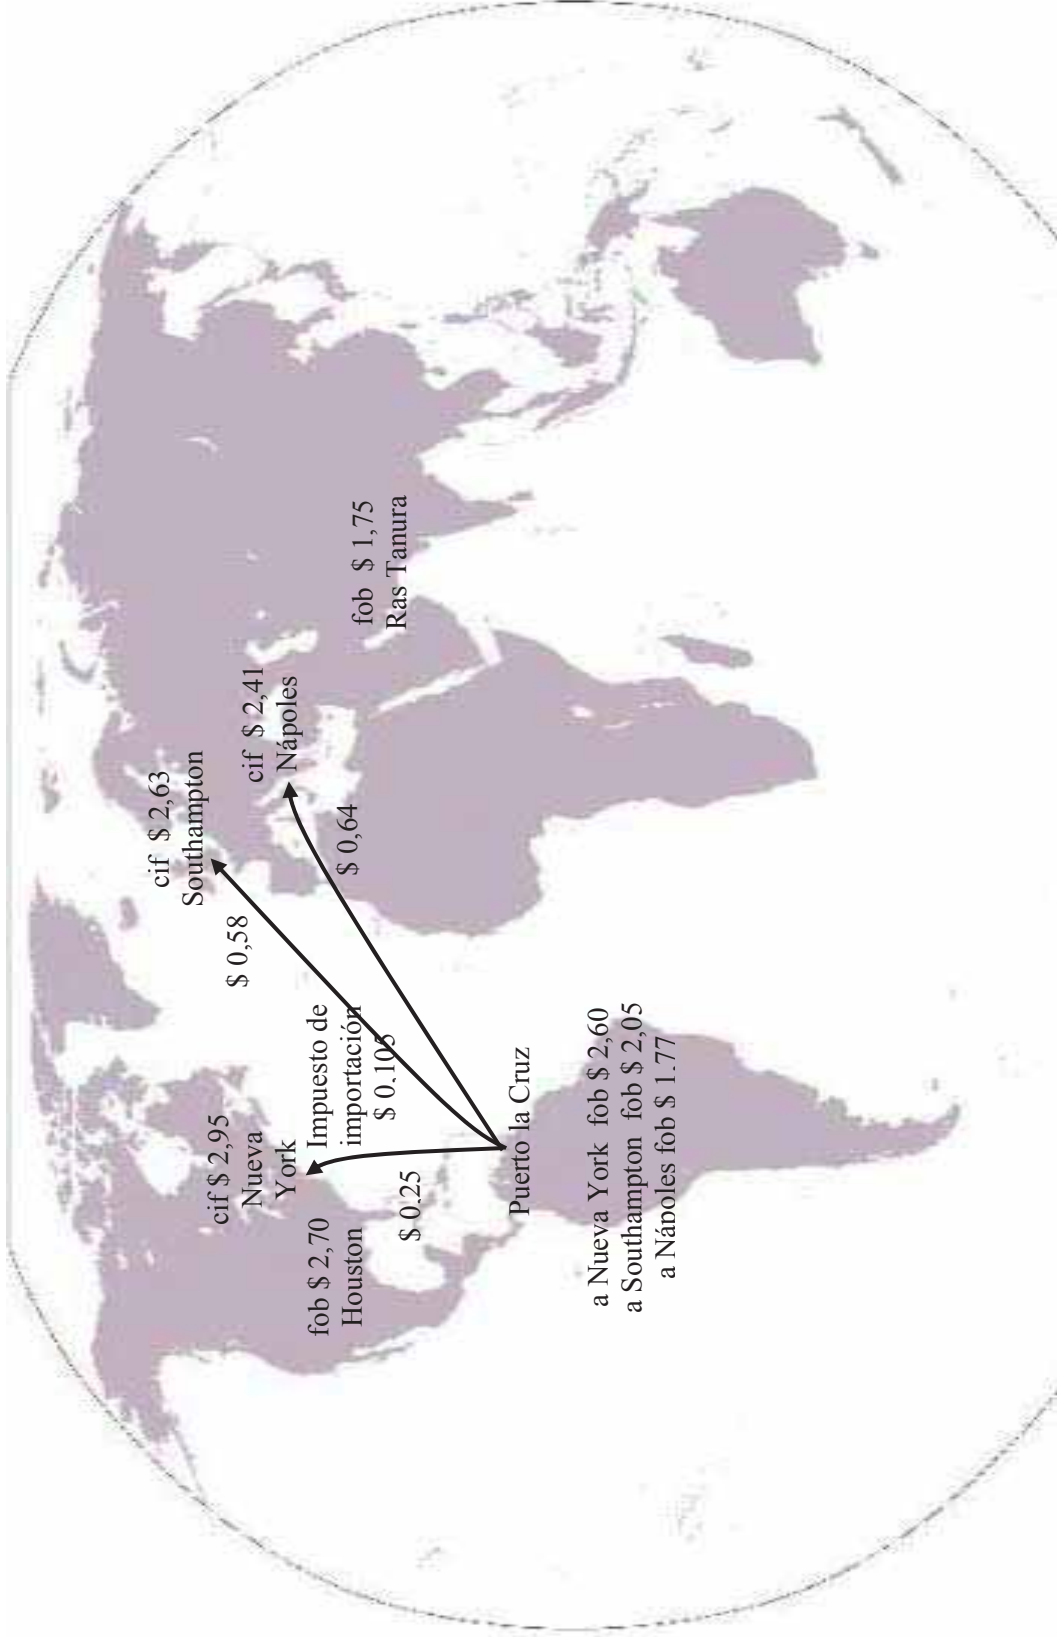 cif $ 2,95
Nueva
York
fob $ 2,70
Houston
Impuesto de
importación
$ 0.105
$ 0.25
cif $ 2,63
Southampton
$ 0,58
cif $ 2,41
Nápoles
$ 0,64
fob $ 1,75
Ras Tanura
Puerto la Cruz
a Nueva York fob $ 2,60
a Southampton fob $ 2,05
a Nápoles fob $ 1.77